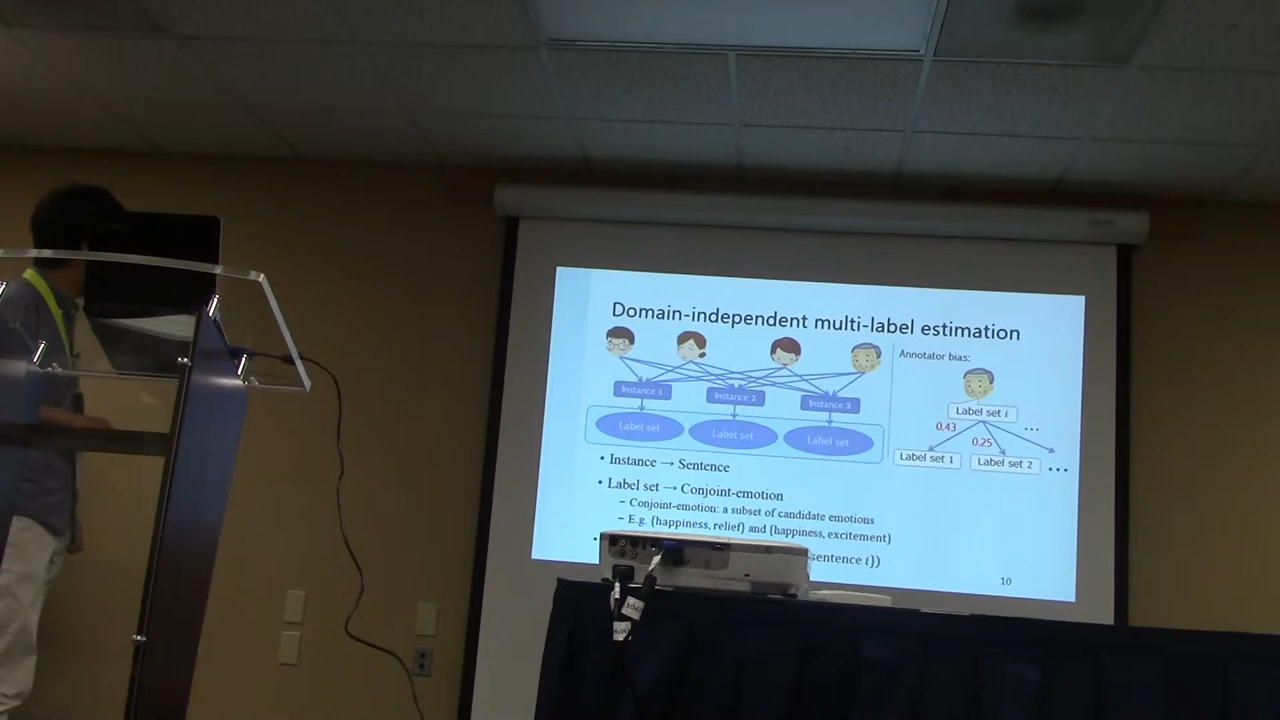 Domain-independent multi-label estimation
Annotator bias:
Instance 1
Instance 2
Instance 3
Label set
Label set
Label set
Label set i
...
0.43
0.25
Label set 1
Label set 2
...
• Instance → Sentence
• Label set → Conjoint-emotion
– Conjoint-emotion: a subset of candidate emotions
– E.g. {happiness, relief} and {happiness, excitement}
sentence i})
10